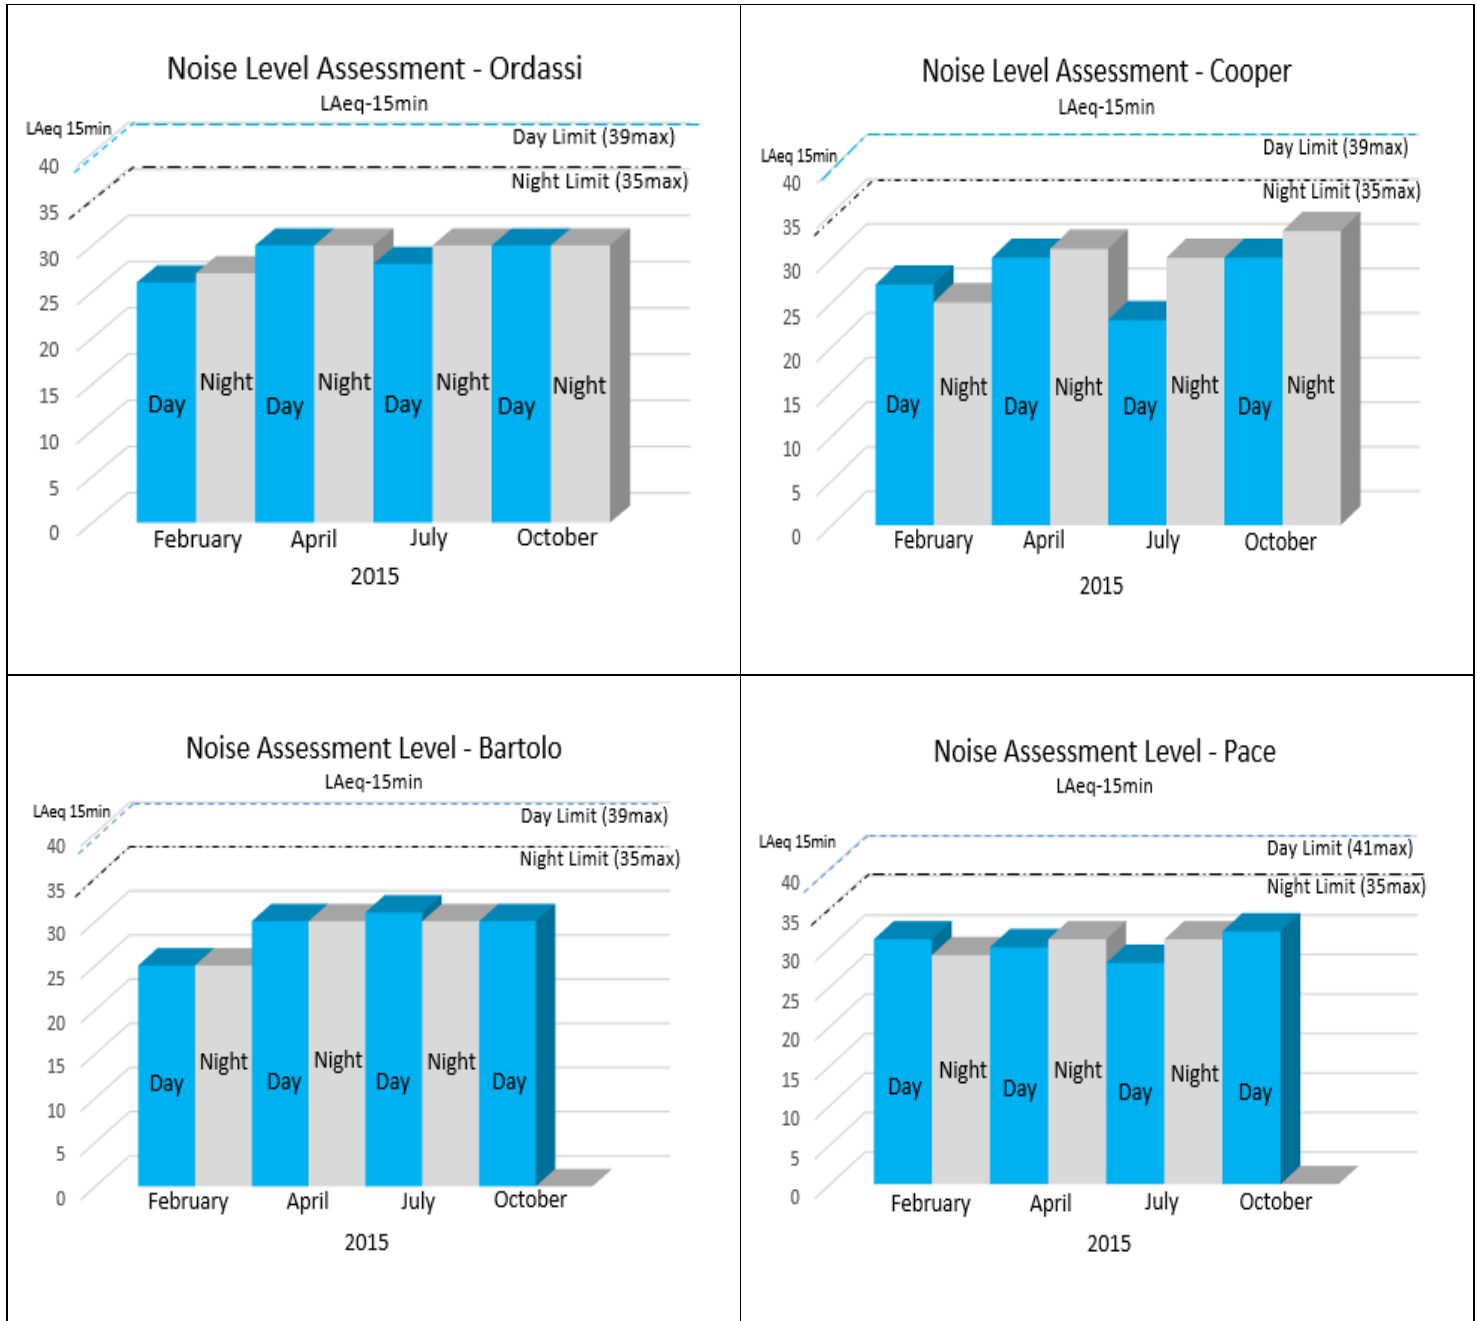 Noise Level Assessment - Ordassi
LAeq-15min
LAeq 15min
Day Limit (39max)
Night Limit (35max)
40
35
30
25
20
15
10
5
0
Day
Night
Day
Night
Day
Night
Day
Night
February
April
July
October
2015
Noise Level Assessment - Cooper
LAeq-15min
LAeq 15min
Day Limit (39max)
Night Limit (35max)
40
35
30
25
20
15
10
5
0
Day
Night
Day
Night
Day
Night
Day
Night
February
April
July
October
2015
Noise Assessment Level - Bartolo
LAeq-15min
LAeq 15min
Day Limit (39max)
Night Limit (35max)
40
35
30
25
20
15
10
5
0
Day
Night
Day
Night
Day
Night
Day
February
April
July
October
2015
Noise Assessment Level - Pace
LAeq-15min
LAeq 15min
Day Limit (41max)
Night Limit (35max)
40
35
30
25
20
15
10
5
0
Day
Night
Day
Night
Day
Night
Day
February
April
July
October
2015